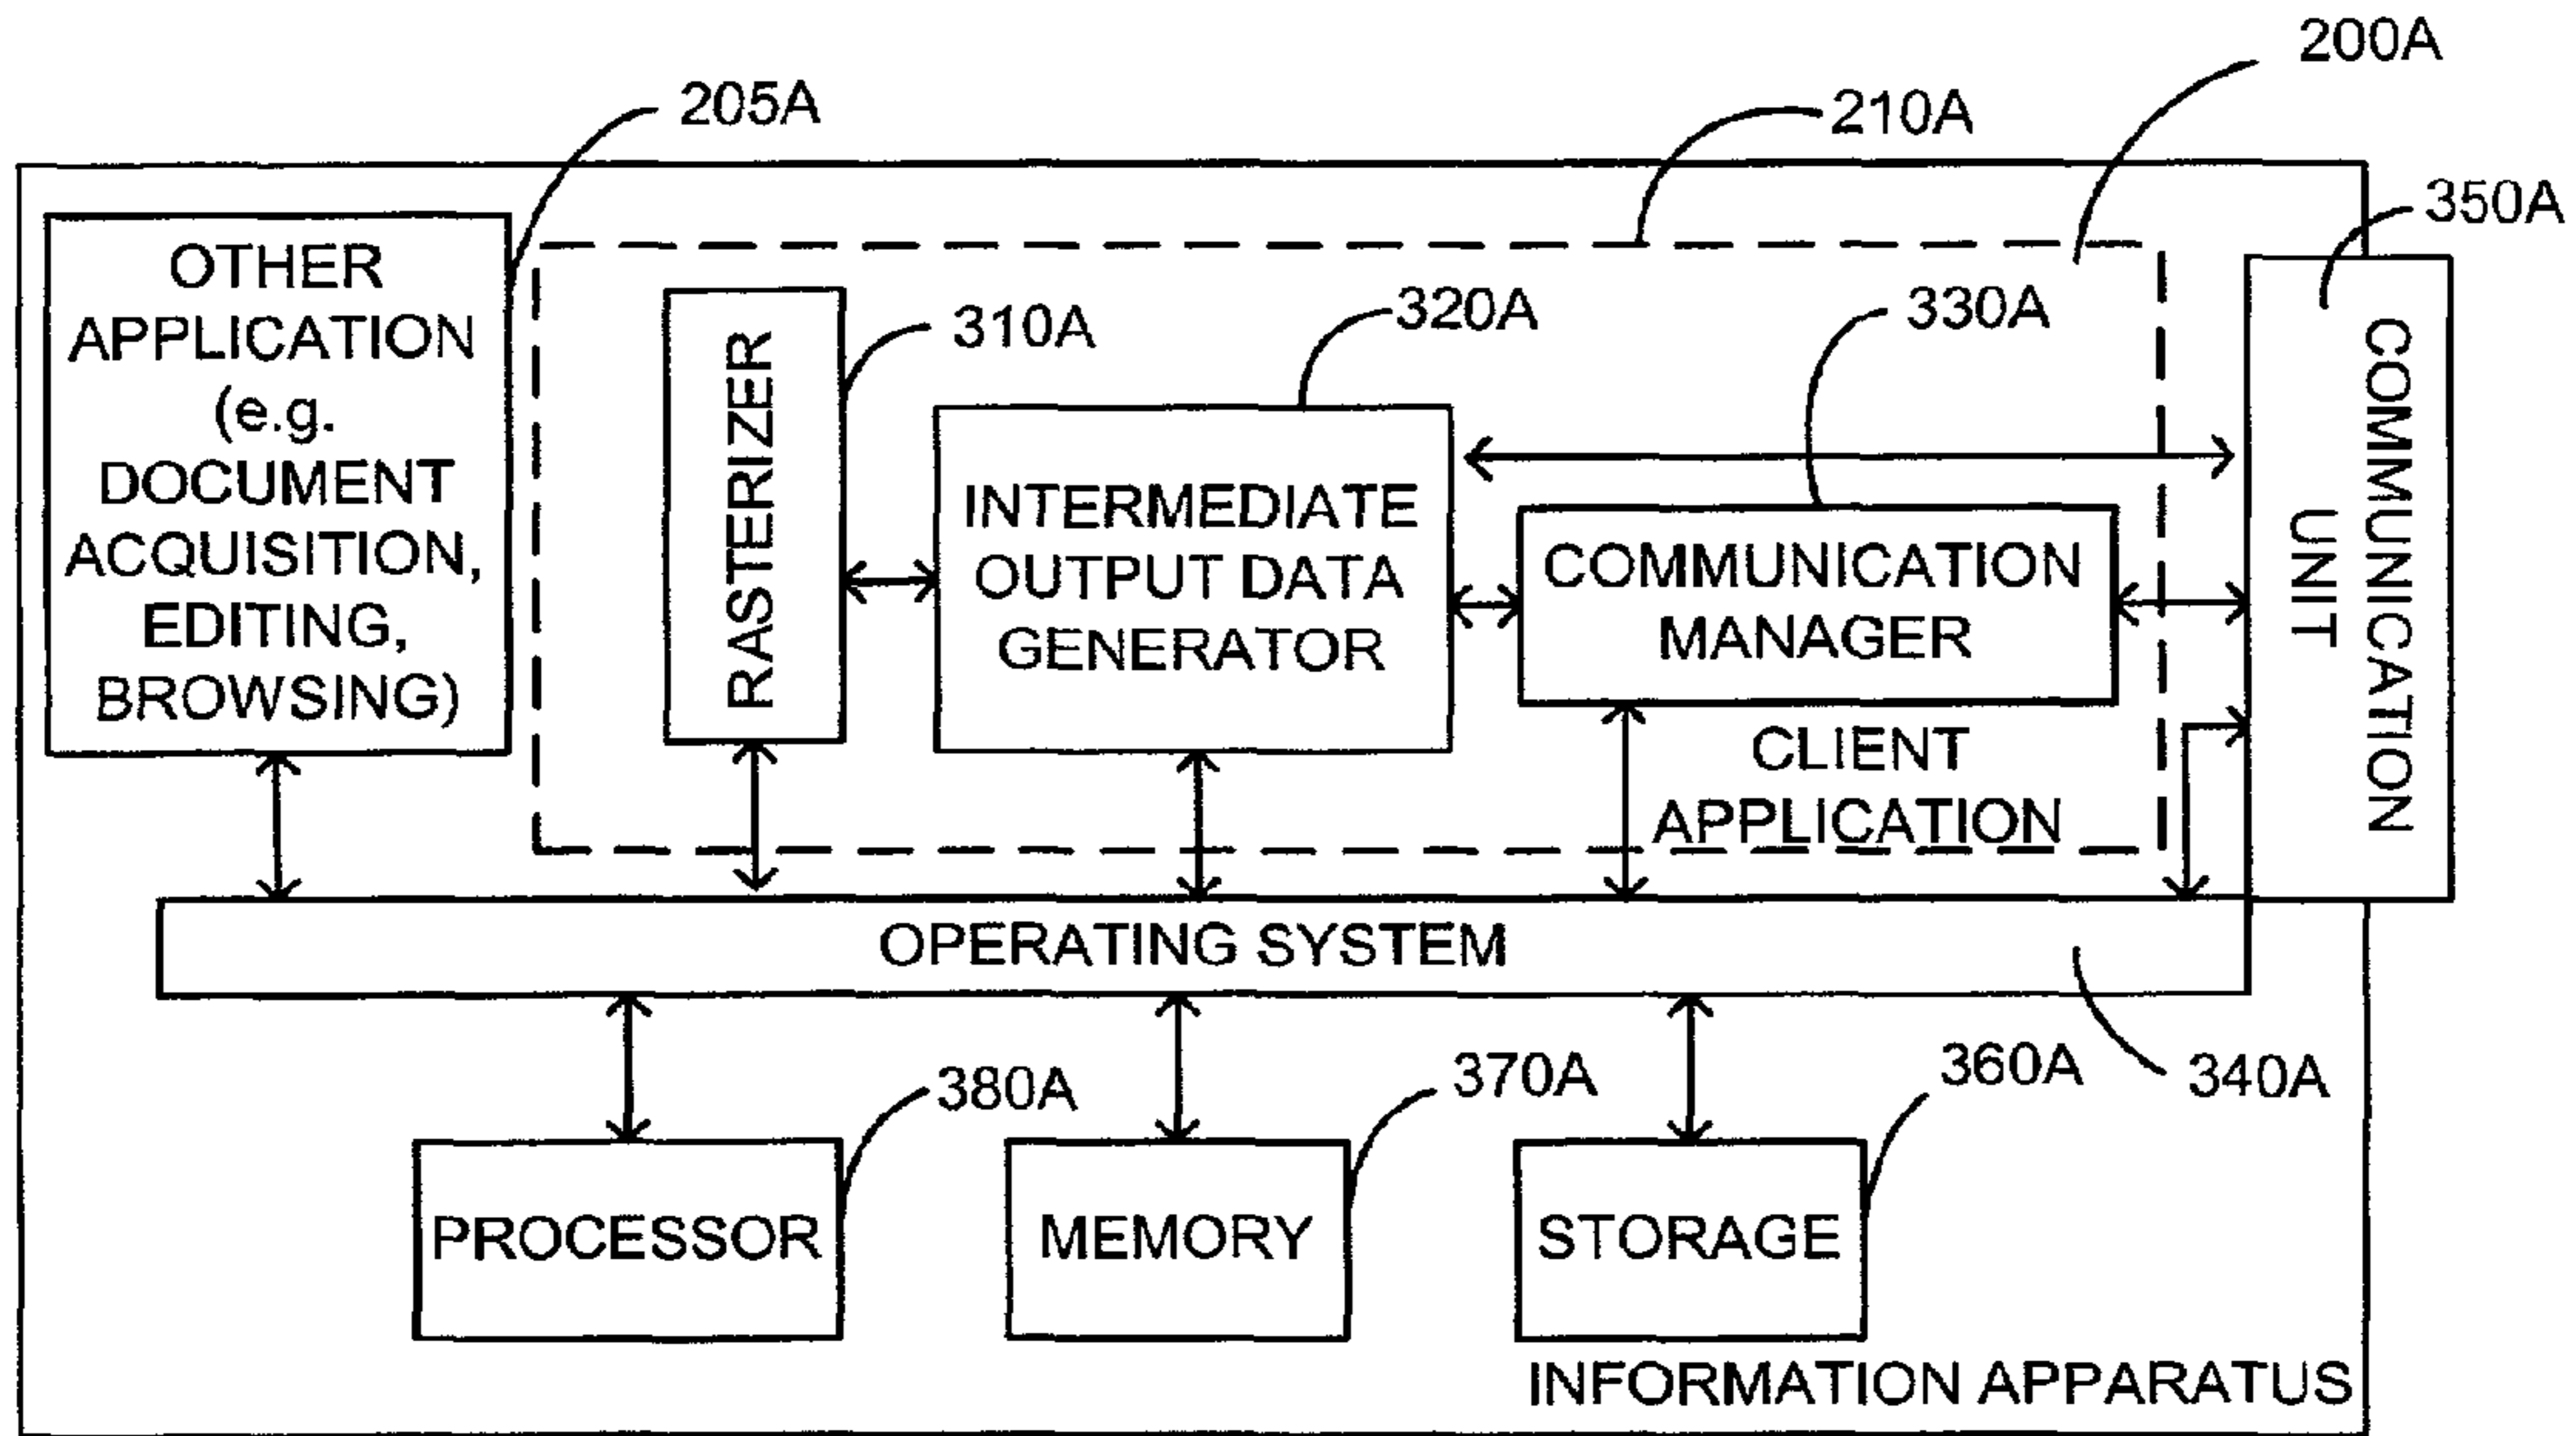 200A
205A
210A
350A
OTHER
APPLICATION
(e.g.
DOCUMENT
ACQUISITION,
EDITING,
BROWSING)
RASTERIZER
310A
320A
330A
INTERMEDIATE
OUTPUT DATA
GENERATOR
COMMUNICATION
MANAGER
CLIENT
APPLICATION
COMMUNICATION
UNIT
OPERATING SYSTEM
340A
380A
370A
360A
PROCESSOR
MEMORY
STORAGE
INFORMATION APPARATUS